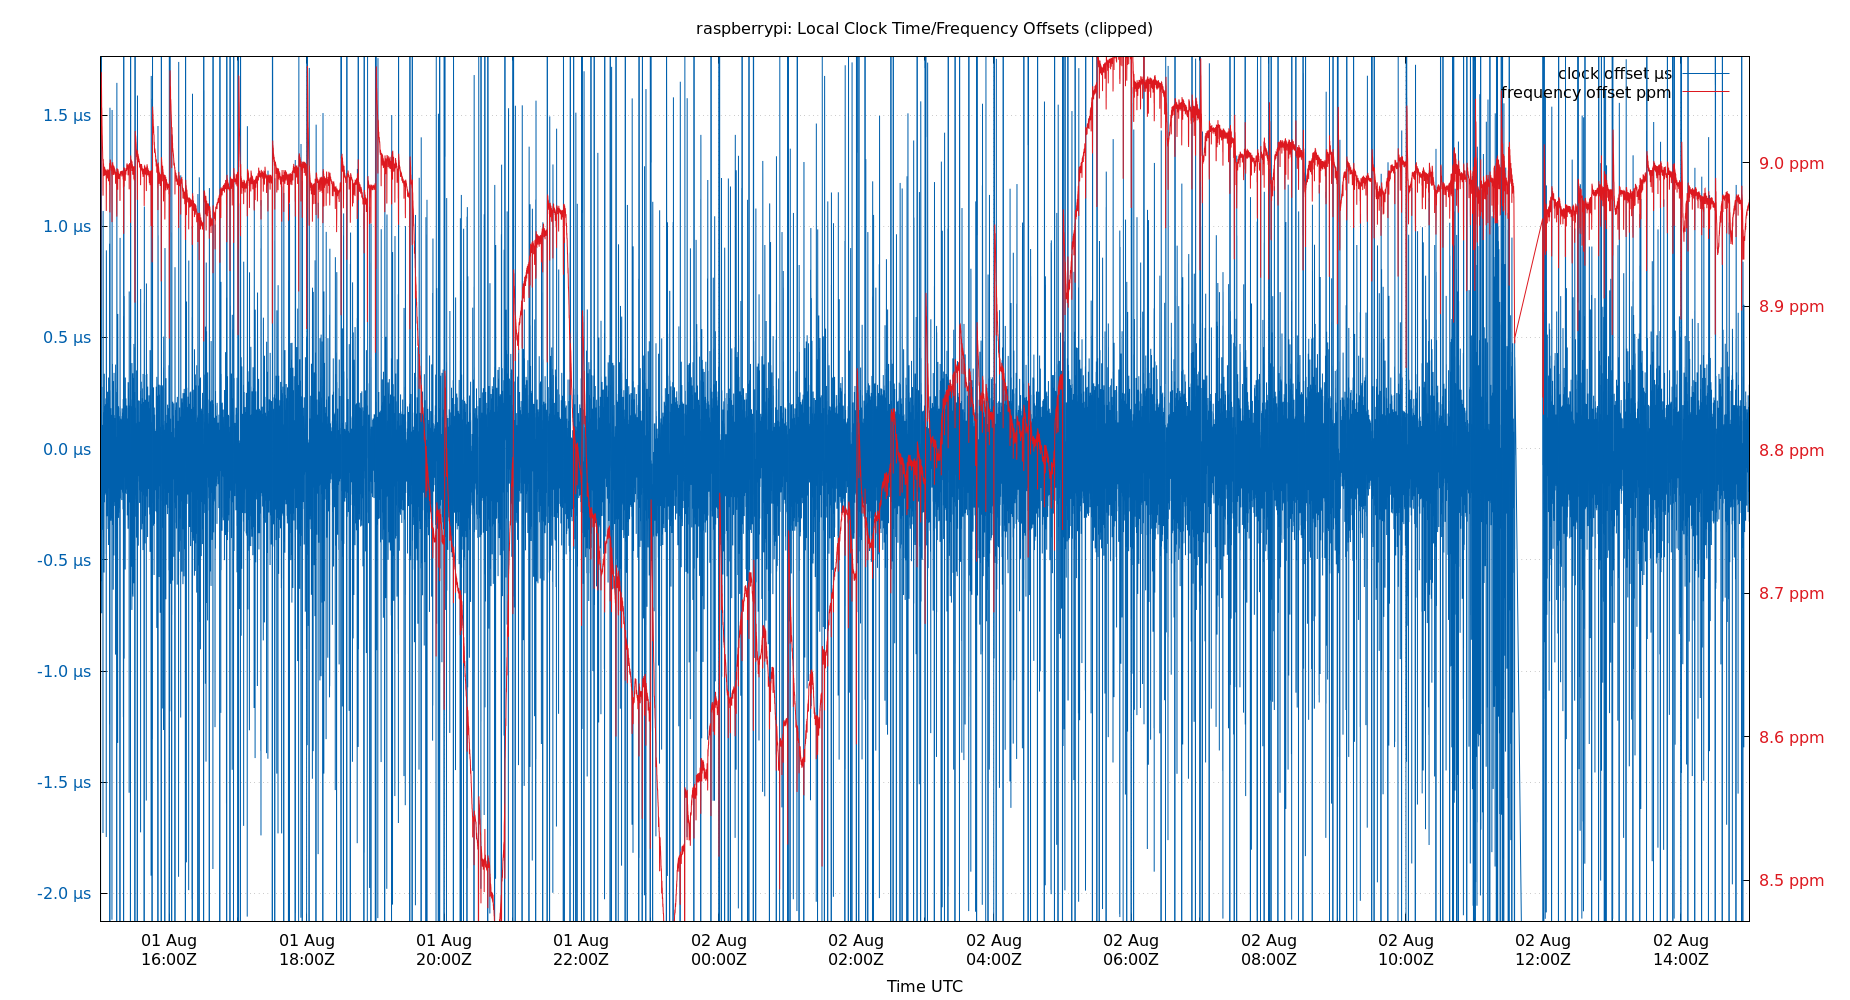 raspberrypi: Local Clock Time/Frequency Offsets (clipped)
clock offset µs
frequency offset ppm
1.5 µs
1.0 µs
0.5 µs
0.0 µs
-0.5 µs
-1.0 µs
-1.5 µs
-2.0 µs
9.0 ppm
8.9 ppm
8.8 ppm
8.7 ppm
8.6 ppm
8.5 ppm
01 Aug
16:00Z
01 Aug
18:00Z
01 Aug
20:00Z
01 Aug
22:00Z
02 Aug
00:00Z
02 Aug
02:00Z
02 Aug
04:00Z
02 Aug
06:00Z
02 Aug
08:00Z
02 Aug
10:00Z
02 Aug
12:00Z
02 Aug
14:00Z
Time UTC